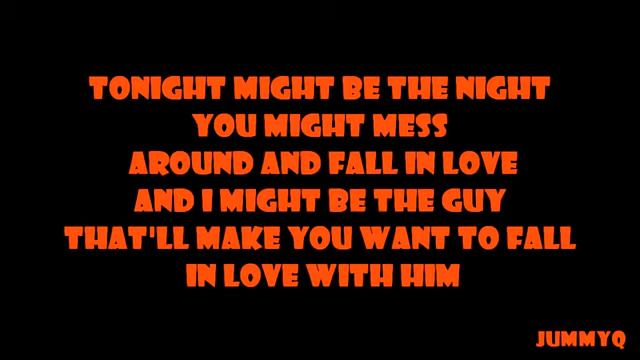 TONIGHT MIGHT BE THE NIGHT
YOU MIGHT MESS
AROUND AND FALL IN LOVE
AND I MIGHT BE THE GUY
THAT'LL MAKE YOU WANT TO FALL
IN LOVE WITH HIM
JUMMYQ